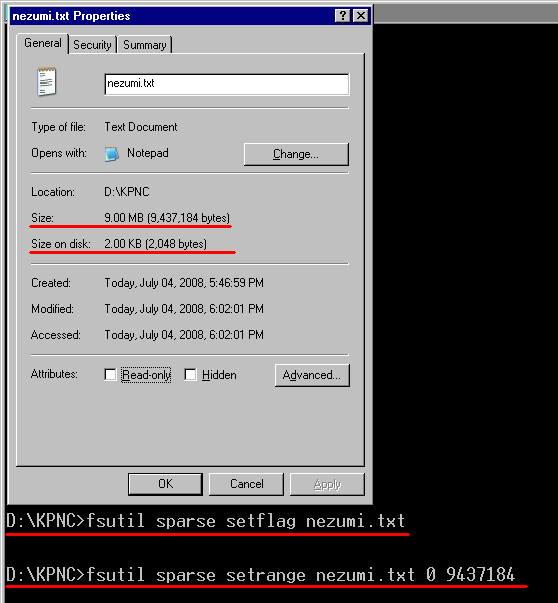 nezumi.txt Properties
General Security Summary
nezumi.txt
Type of file: Text Document
Opens with: Notepad Change...
Location: D:\KPNC
Size: 9.00 MB (9,437,184 bytes)
Size on disk: 2.00 KB (2,048 bytes)
Created: Today, July 04, 2008, 5:46:59 PM
Modified: Today, July 04, 2008, 6:02:01 PM
Accessed: Today, July 04, 2008, 6:02:01 PM
Attributes: Read-only Hidden Advanced...
OK Cancel Apply
D:\KPNC>fsutil sparse setflag nezumi.txt
D:\KPNC>fsutil sparse setrange nezumi.txt 0 9437184